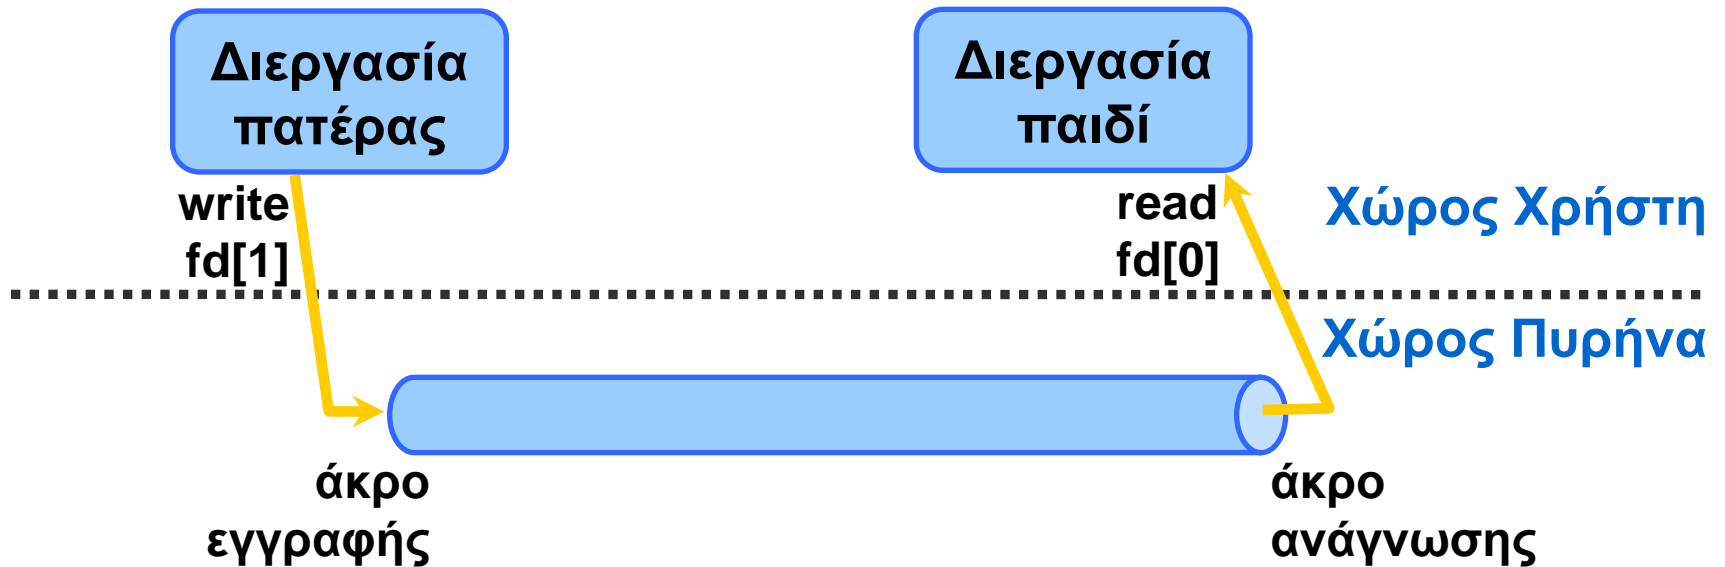 Διεργασία
πατέρας
Διεργασία
παιδί
write
fd[1]
read
fd[0]
Χώρος Χρήστη
Χώρος Πυρήνα
άκρο
εγγραφής
άκρο
ανάγνωσης